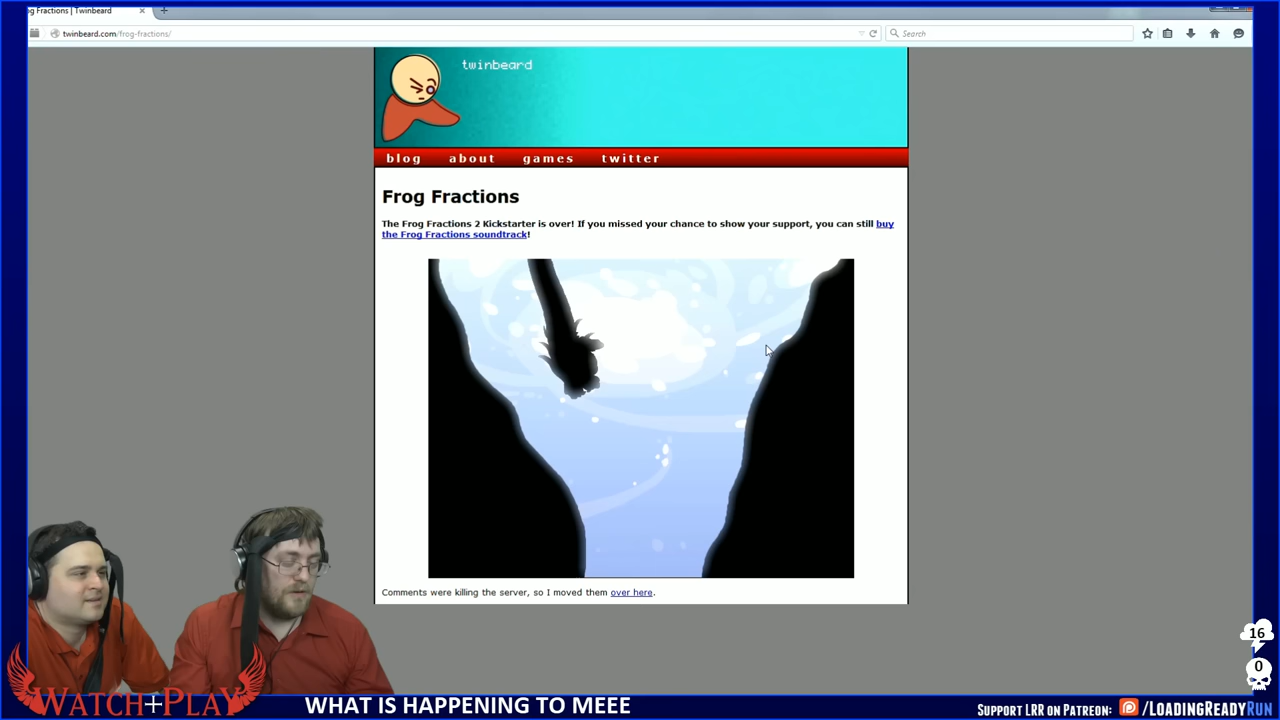 og Fractions | Twinbeard
twinbeard.com/frog-fractions/
Search
twinbeard
blog about games twitter
Frog Fractions
The Frog Fractions 2 Kickstarter is over! If you missed your chance to show your support, you can still buy
the Frog Fractions soundtrack!
Comments were killing the server, so I moved them over here.
16
0
WATCH+PLAY
WHAT IS HAPPENING TO MEEE
SUPPORT LRR ON PATREON: /LOADINGREADYRUN